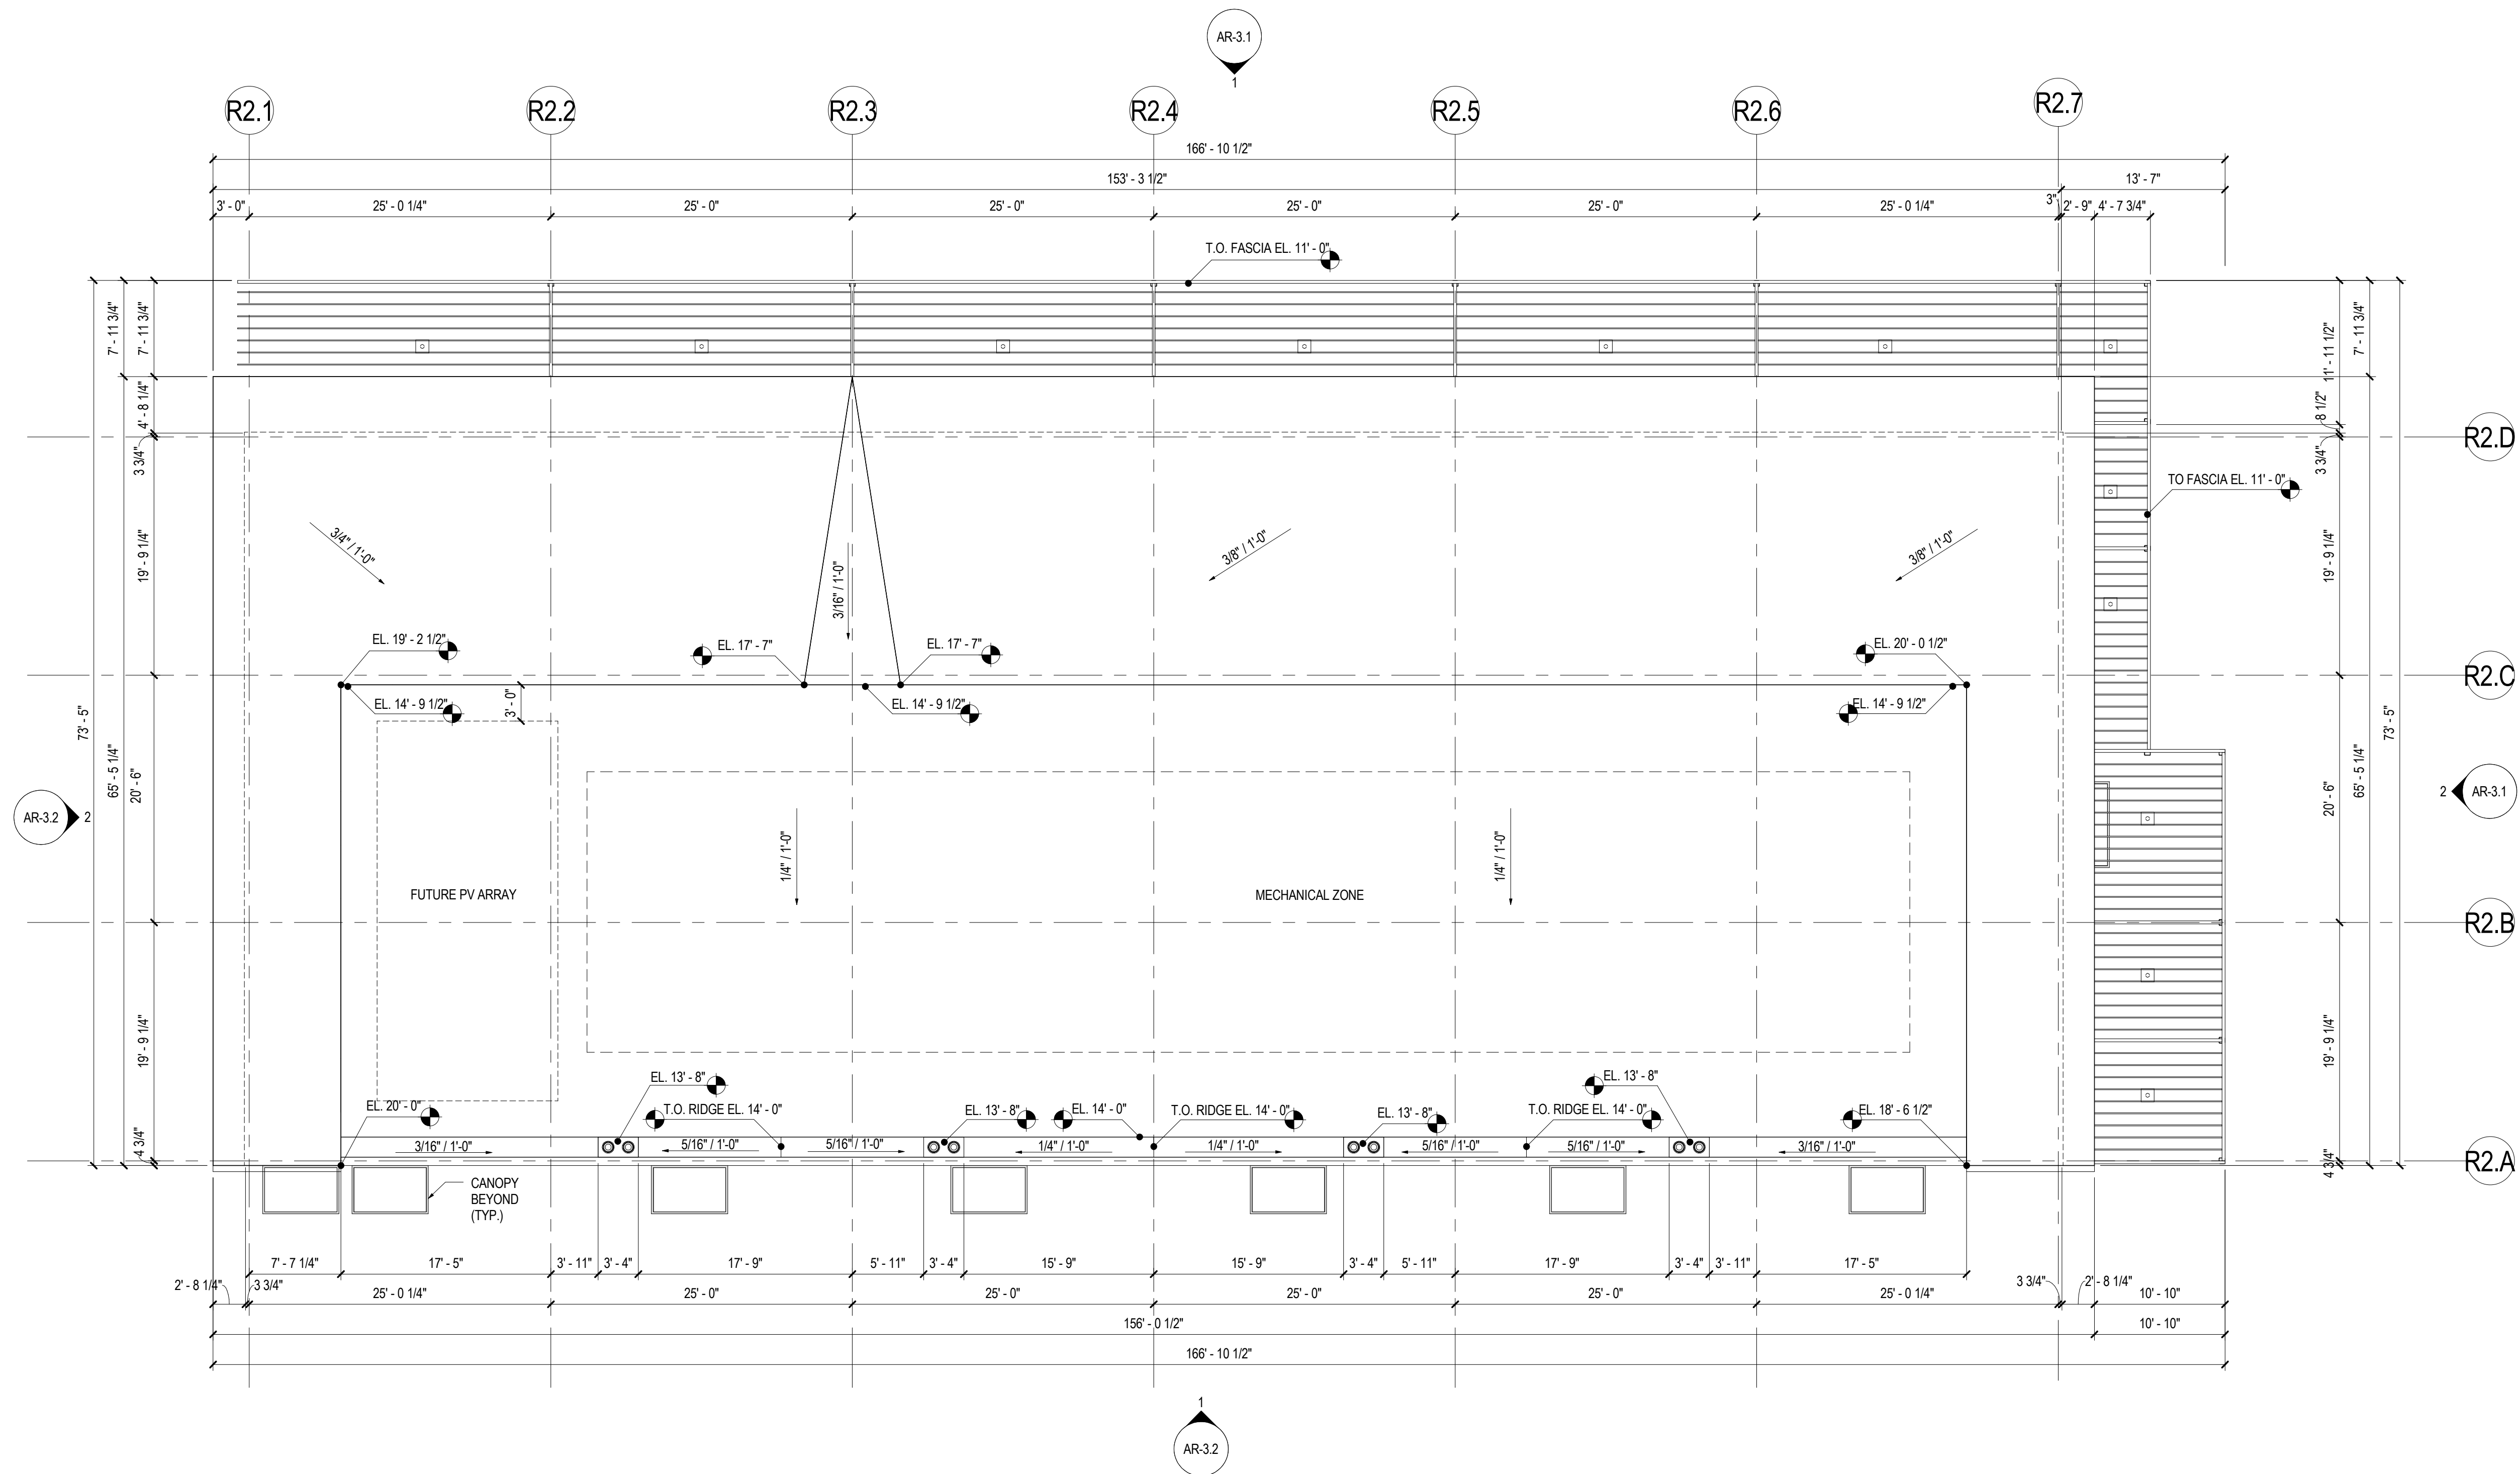 AR-3.1
1
R2.1
R2.2
R2.3
R2.4
R2.5
R2.6
R2.7
166' - 10 1/2"
153' - 3 1/2"
13' - 7"
3' - 0"
25' - 0 1/4"
25' - 0"
25' - 0"
25' - 0"
25' - 0"
25' - 0 1/4"
3"
2' - 9"
4' - 7 3/4"
T.O. FASCIA EL. 11' - 0"
7' - 11 3/4"
7' - 11 3/4"
11' - 11 1/2"
7' - 11 3/4"
4' - 8 1/4"
8 1/2"
3 3/4"
3 3/4"
R2.D
TO FASCIA EL. 11' - 0"
19' - 9 1/4"
19' - 9 1/4"
3/4" / 1'-0"
3/16" / 1'-0"
3/8" / 1'-0"
3/8" / 1'-0"
EL. 19' - 2 1/2"
EL. 17' - 7"
EL. 17' - 7"
EL. 20' - 0 1/2"
R2.C
EL. 14' - 9 1/2"
3' - 0"
EL. 14' - 9 1/2"
EL. 14' - 9 1/2"
73' - 5"
65' - 5 1/4"
20' - 6"
20' - 6"
65' - 5 1/4"
73' - 5"
AR-3.2
2
2
AR-3.1
1/4" / 1'-0"
1/4" / 1'-0"
FUTURE PV ARRAY
MECHANICAL ZONE
R2.B
19' - 9 1/4"
19' - 9 1/4"
EL. 20' - 0"
EL. 13' - 8"
T.O. RIDGE EL. 14' - 0"
EL. 13' - 8"
EL. 14' - 0"
T.O. RIDGE EL. 14' - 0"
EL. 13' - 8"
T.O. RIDGE EL. 14' - 0"
EL. 13' - 8"
EL. 18' - 6 1/2"
4 3/4"
3/16" / 1'-0"
5/16" / 1'-0"
5/16" / 1'-0"
1/4" / 1'-0"
1/4" / 1'-0"
5/16" / 1'-0"
5/16" / 1'-0"
3/16" / 1'-0"
4 3/4"
R2.A
CANOPY
BEYOND
(TYP.)
7' - 7 1/4"
17' - 5"
3' - 11"
3' - 4"
17' - 9"
5' - 11"
3' - 4"
15' - 9"
15' - 9"
3' - 4"
5' - 11"
17' - 9"
3' - 4"
3' - 11"
17' - 5"
2' - 8 1/4"
3 3/4"
25' - 0 1/4"
25' - 0"
25' - 0"
25' - 0"
25' - 0"
25' - 0 1/4"
3 3/4"
2' - 8 1/4"
10' - 10"
156' - 0 1/2"
10' - 10"
166' - 10 1/2"
1
AR-3.2